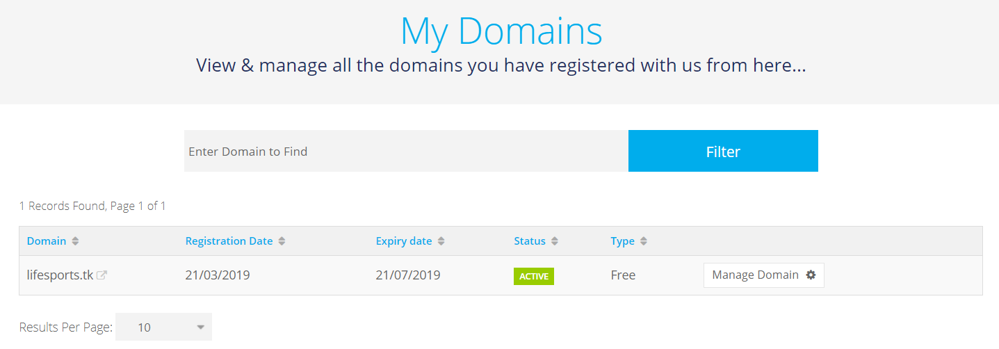 My Domains
View & manage all the domains you have registered with us from here...
Enter Domain to Find
Filter
1 Records Found, Page 1 of 1
Domain Registration Date Expiry date Status Type
lifesports.tk 21/03/2019 21/07/2019 ACTIVE Free Manage Domain
Results Per Page: 10